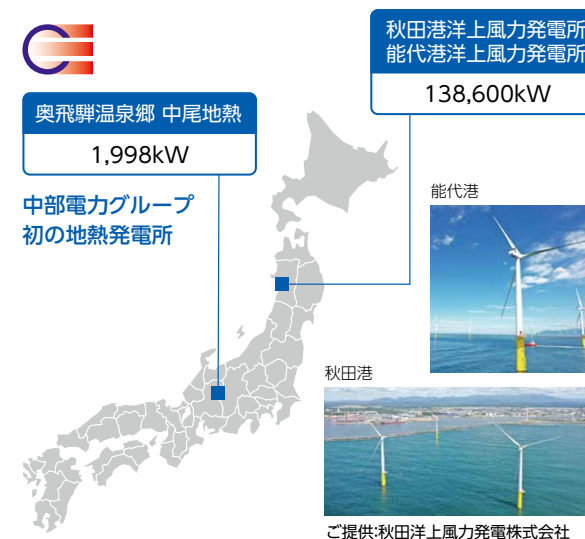 秋田港洋上風力発電所
能代港洋上風力発電所
138,600kW
奥飛騨温泉郷 中尾地熱
1,998kW
中部電力グループ
初の地熱発電所
能代港
秋田港
ご提供:秋田洋上風力発電株式会社